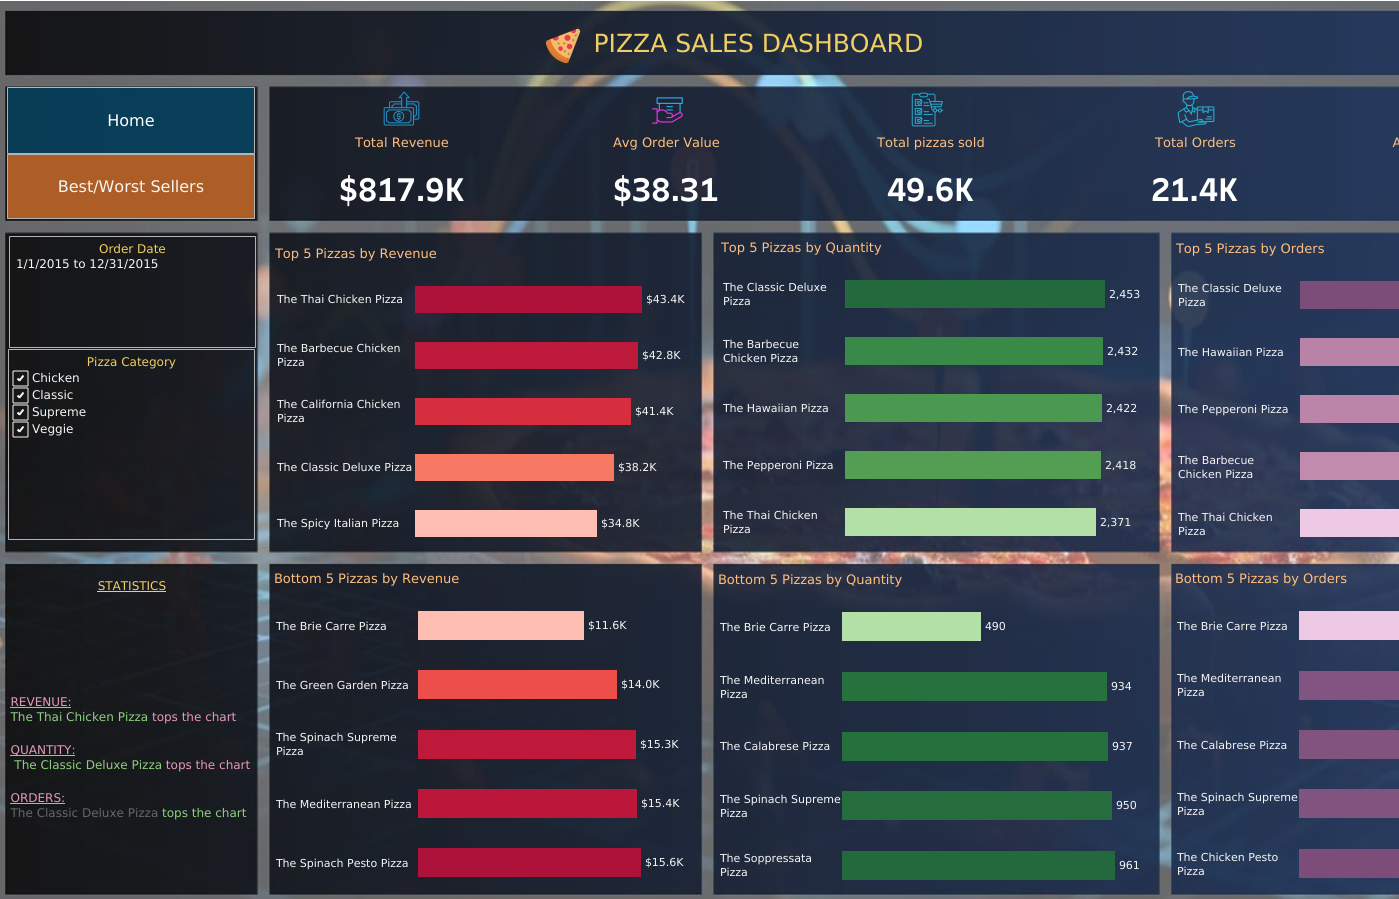 PIZZA SALES DASHBOARD
Home
Best/Worst Sellers
Total Revenue
$817.9K
Avg Order Value
$38.31
Total pizzas sold
49.6K
Total Orders
21.4K
A
Order Date
1/1/2015 to 12/31/2015
Pizza Category
Chicken
Classic
Supreme
Veggie
Top 5 Pizzas by Revenue
The Thai Chicken Pizza
$43.4K
The Barbecue Chicken
Pizza
$42.8K
The California Chicken
Pizza
$41.4K
The Classic Deluxe Pizza
$38.2K
The Spicy Italian Pizza
$34.8K
Top 5 Pizzas by Quantity
The Classic Deluxe
Pizza
2,453
The Barbecue
Chicken Pizza
2,432
The Hawaiian Pizza
2,422
The Pepperoni Pizza
2,418
The Thai Chicken
Pizza
2,371
Top 5 Pizzas by Orders
The Classic Deluxe
Pizza
The Hawaiian Pizza
The Pepperoni Pizza
The Barbecue
Chicken Pizza
The Thai Chicken
Pizza
STATISTICS
REVENUE:
The Thai Chicken Pizza tops the chart
QUANTITY:
The Classic Deluxe Pizza tops the chart
ORDERS:
The Classic Deluxe Pizza tops the chart
Bottom 5 Pizzas by Revenue
The Brie Carre Pizza
$11.6K
The Green Garden Pizza
$14.0K
The Spinach Supreme
Pizza
$15.3K
The Mediterranean Pizza
$15.4K
The Spinach Pesto Pizza
$15.6K
Bottom 5 Pizzas by Quantity
The Brie Carre Pizza
490
The Mediterranean
Pizza
934
The Calabrese Pizza
937
The Spinach Supreme
Pizza
950
The Soppressata
Pizza
961
Bottom 5 Pizzas by Orders
The Brie Carre Pizza
The Mediterranean
Pizza
The Calabrese Pizza
The Spinach Supreme
Pizza
The Chicken Pesto
Pizza